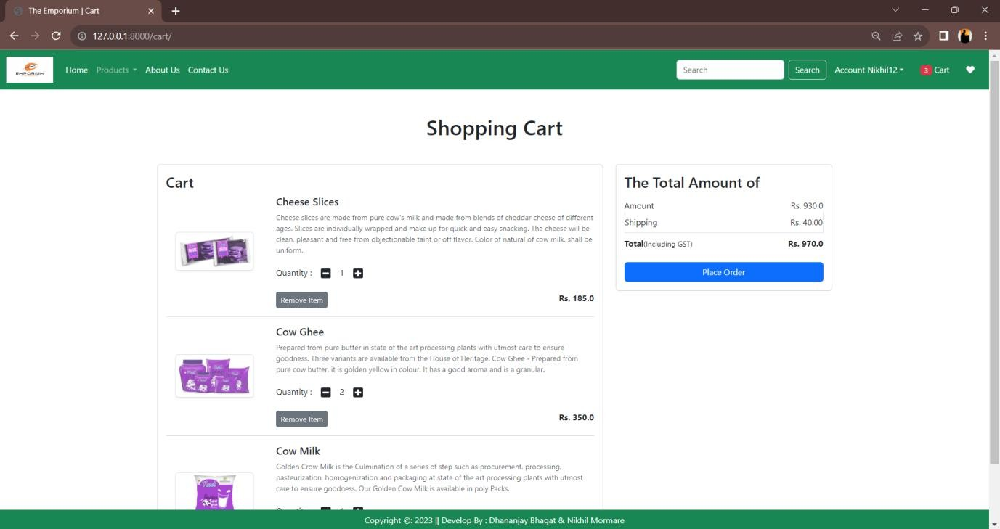 The Emporium | Cart
127.0.0.1:8000/cart/
EMPORIUM
Home Products About Us Contact Us
Search
Search
Account Nikhil12
3 Cart
Shopping Cart
Cart
Cheese Slices
Cheese slices are made from pure cow's milk and made from blends of cheddar cheese of different
ages. Slices are individually wrapped and make up for quick and easy snacking. The cheese will be
clean, pleasant and free from objectionable taint or off flavor. Color of natural of cow milk, shall be
uniform.
Quantity : 1
Remove Item
Rs. 185.0
Cow Ghee
Prepared from pure butter in state of the art processing plants with utmost care to ensure
goodness. Three variants are available from the House of Heritage. Cow Ghee - Prepared from
pure cow butter, it is golden yellow in colour. It has a good aroma and is a granular.
Quantity : 2
Remove Item
Rs. 350.0
Cow Milk
Golden Crow Milk is the Culmination of a series of step such as procurement, processing,
pasteurization, homogenization and packaging at state of the art processing plants with utmost
care to ensure goodness. Our Golden Cow Milk is available in poly Packs.
The Total Amount of
Amount Rs. 930.0
Shipping Rs. 40.00
Total(Including GST) Rs. 970.0
Place Order
Copyright ©: 2023 || Develop By : Dhananjay Bhagat & Nikhil Mormare